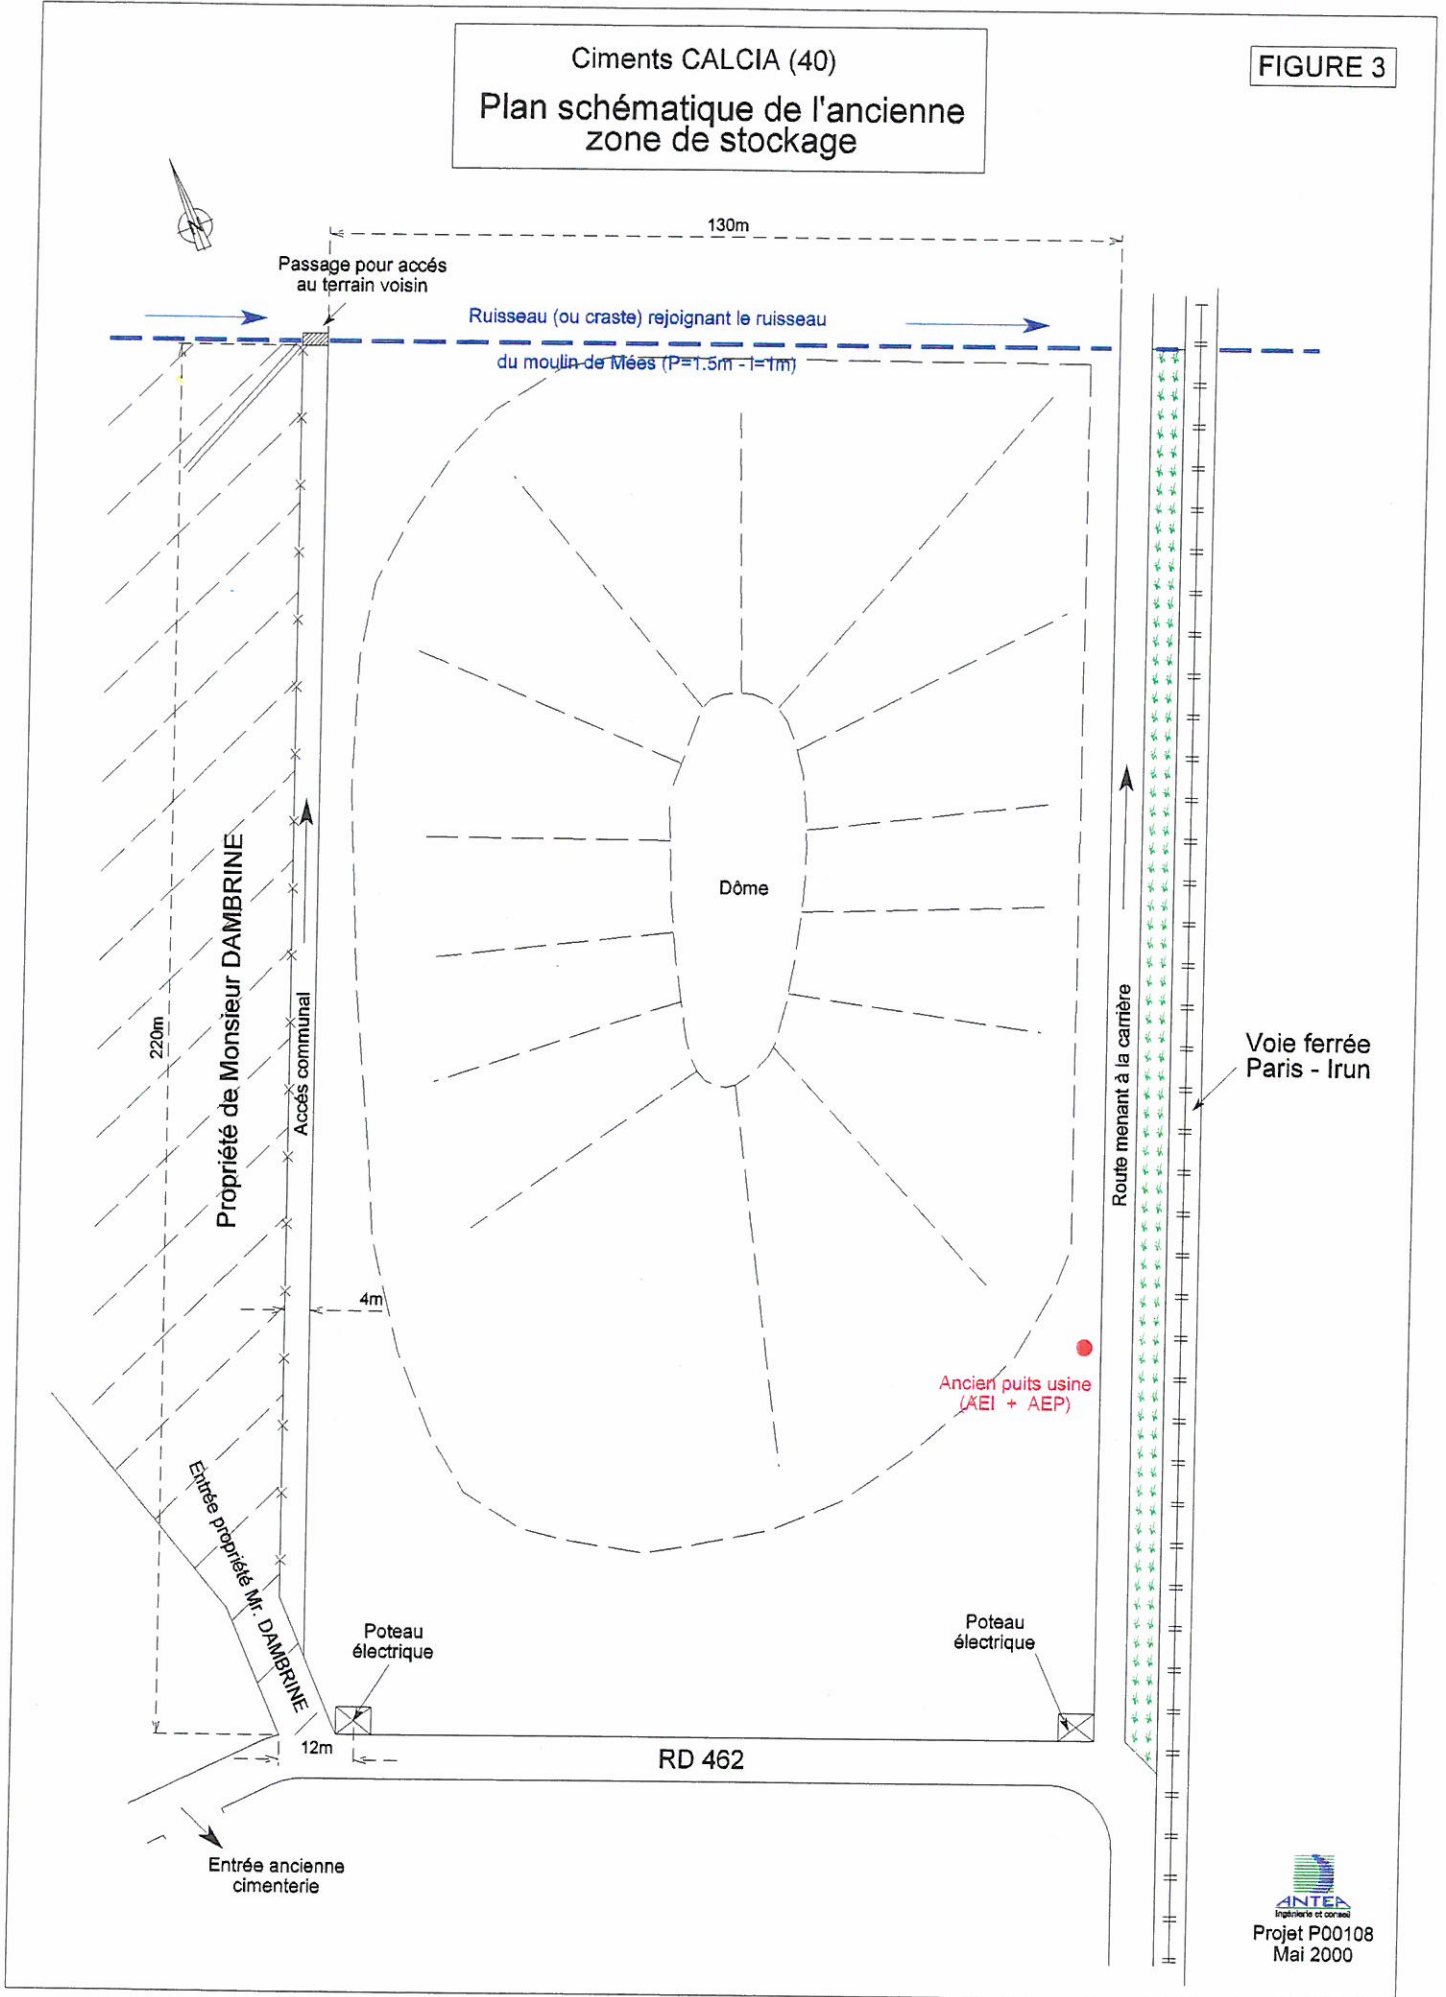 Ciments CALCIA (40)
Plan schématique de l'ancienne
zone de stockage
FIGURE 3
N
130m
Passage pour accés
au terrain voisin
Ruisseau (ou craste) rejoignant le ruisseau
du moulin de Mées (P=1.5m - l=1m)
Dôme
Propriété de Monsieur DAMBRINE
220m
Accés communal
Route menant à la carrière
Voie ferrée
Paris - Irun
4m
Ancien puits usine
(AEI + AEP)
Entrée propriété Mr. DAMBRINE
Poteau
électrique
Poteau
électrique
12m
RD 462
Entrée ancienne
cimenterie
ANTEA
Ingénierie et conseil
Projet P00108
Mai 2000